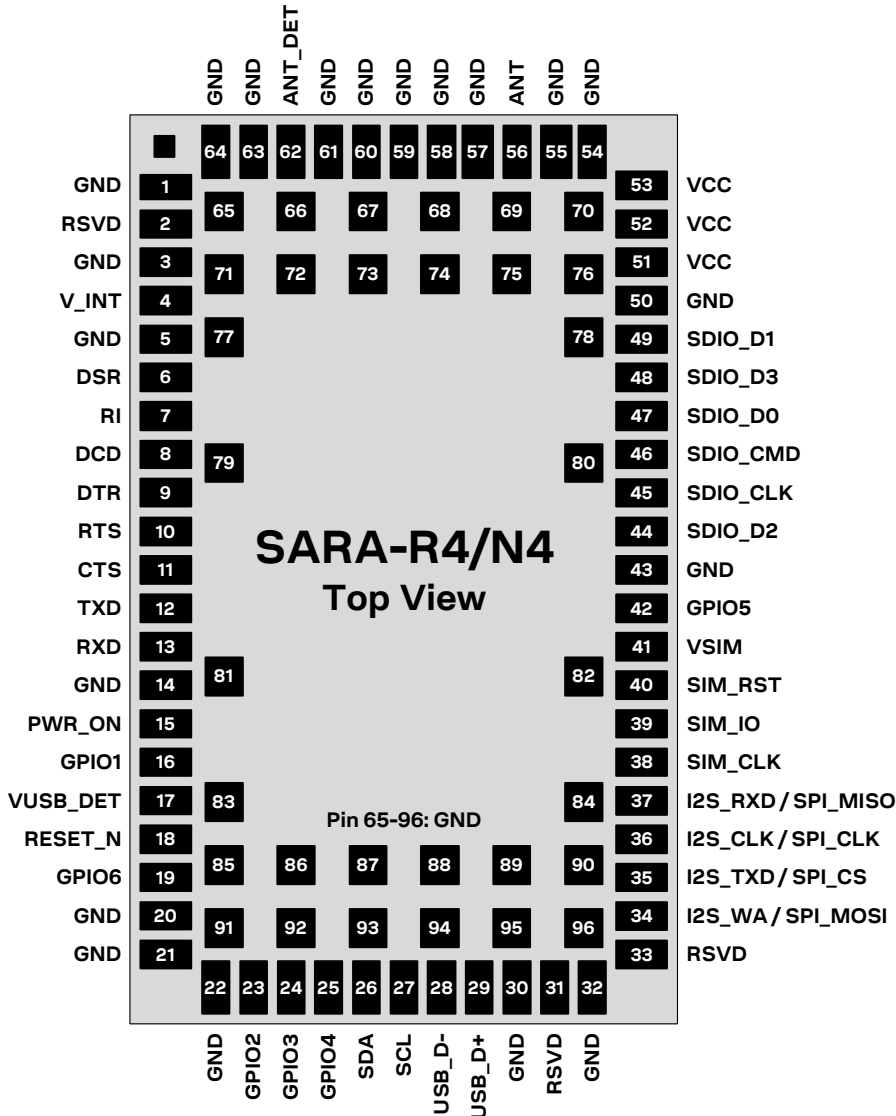 GND GND ANT_DET GND GND GND GND GND ANT GND GND
64 63 62 61 60 59 58 57 56 55 54
GND 1 53 VCC
65 66 67 68 69 70
RSVD 2 52 VCC
GND 3 51 VCC
71 72 73 74 75 76
V_INT 4 50 GND
GND 5 77 78 49 SDIO_D1
DSR 6 48 SDIO_D3
RI 7 47 SDIO_D0
DCD 8 79 80 46 SDIO_CMD
DTR 9 45 SDIO_CLK
RTS 10 44 SDIO_D2
SARA-R4/N4
CTS 11 43 GND
Top View
TXD 12 42 GPIO5
RXD 13 41 VSIM
GND 14 81 82 40 SIM_RST
PWR_ON 15 39 SIM_IO
GPIO1 16 38 SIM_CLK
VUSB_DET 17 83 84 37 I2S_RXD / SPI_MISO
Pin 65-96: GND
RESET_N 18 36 I2S_CLK / SPI_CLK
85 86 87 88 89 90
GPIO6 19 35 I2S_TXD / SPI_CS
GND 20 34 I2S_WA / SPI_MOSI
91 92 93 94 95 96
GND 21 33 RSVD
22 23 24 25 26 27 28 29 30 31 32
GND GPIO2 GPIO3 GPIO4 SDA SCL USB_D- USB_D+ GND RSVD GND